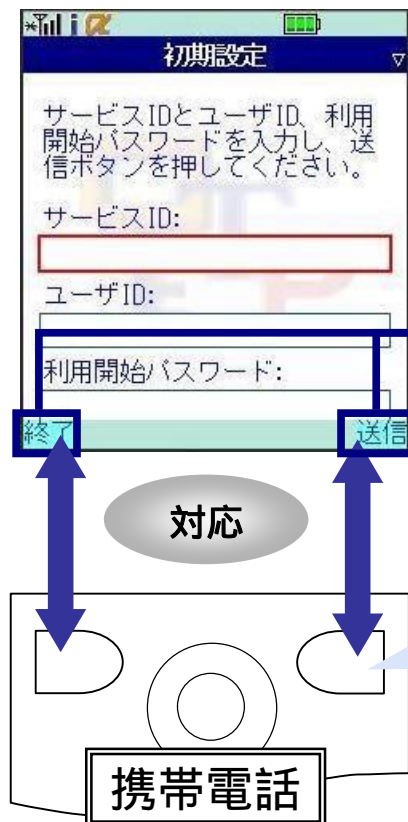 初期設定
サービスIDとユーザID、利用
開始パスワードを入力し、送
信ボタンを押してください。
サービスID:
ユーザID:
利用開始パスワード:
終了 送信
対応
携帯電話